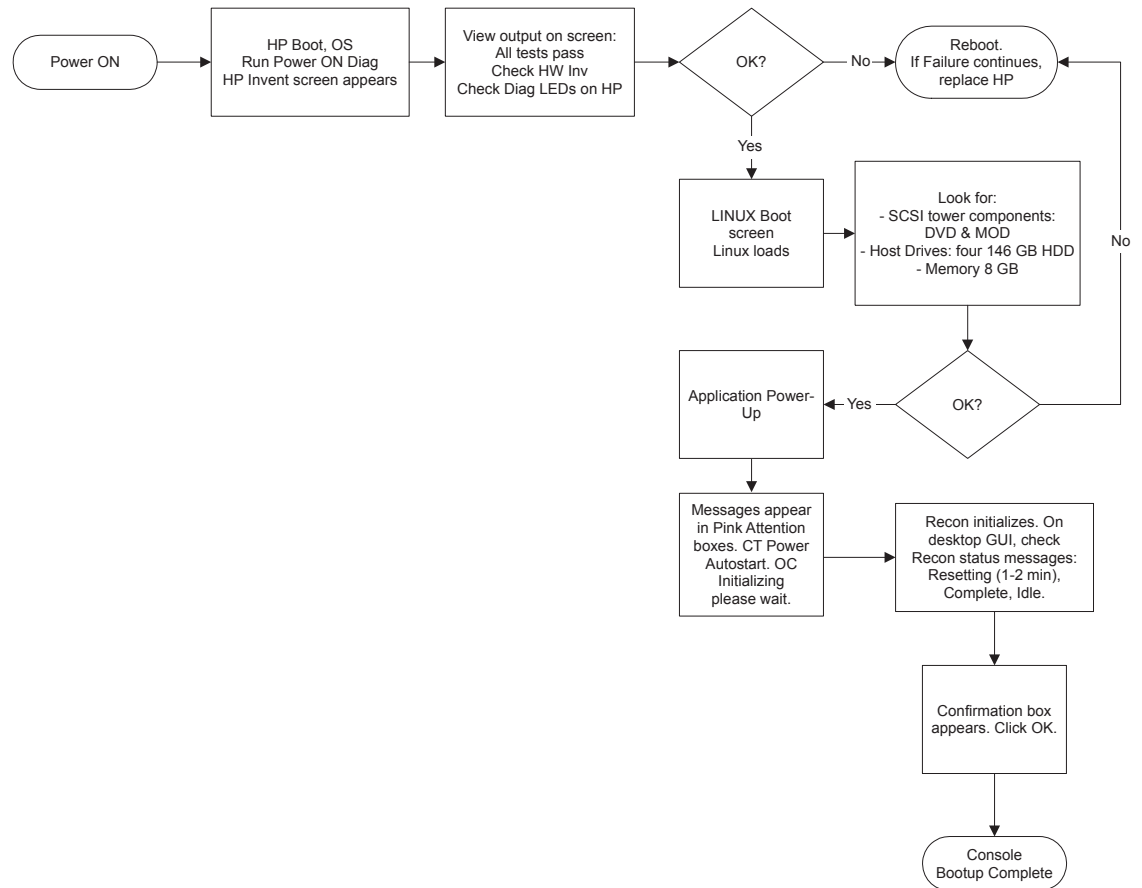 Power ON
HP Boot, OS
Run Power ON Diag
HP Invent screen appears
View output on screen:
All tests pass
Check HW Inv
Check Diag LEDs on HP
OK?
No
Reboot.
If Failure continues,
replace HP
Yes
LINUX Boot
screen
Linux loads
Look for:
- SCSI tower components:
DVD & MOD
- Host Drives: four 146 GB HDD
- Memory 8 GB
No
OK?
Yes
Application Power-
Up
Messages appear
in Pink Attention
boxes. CT Power
Autostart. OC
Initializing
please wait.
Recon initializes. On
desktop GUI, check
Recon status messages:
Resetting (1-2 min),
Complete, Idle.
Confirmation box
appears. Click OK.
Console
Bootup Complete